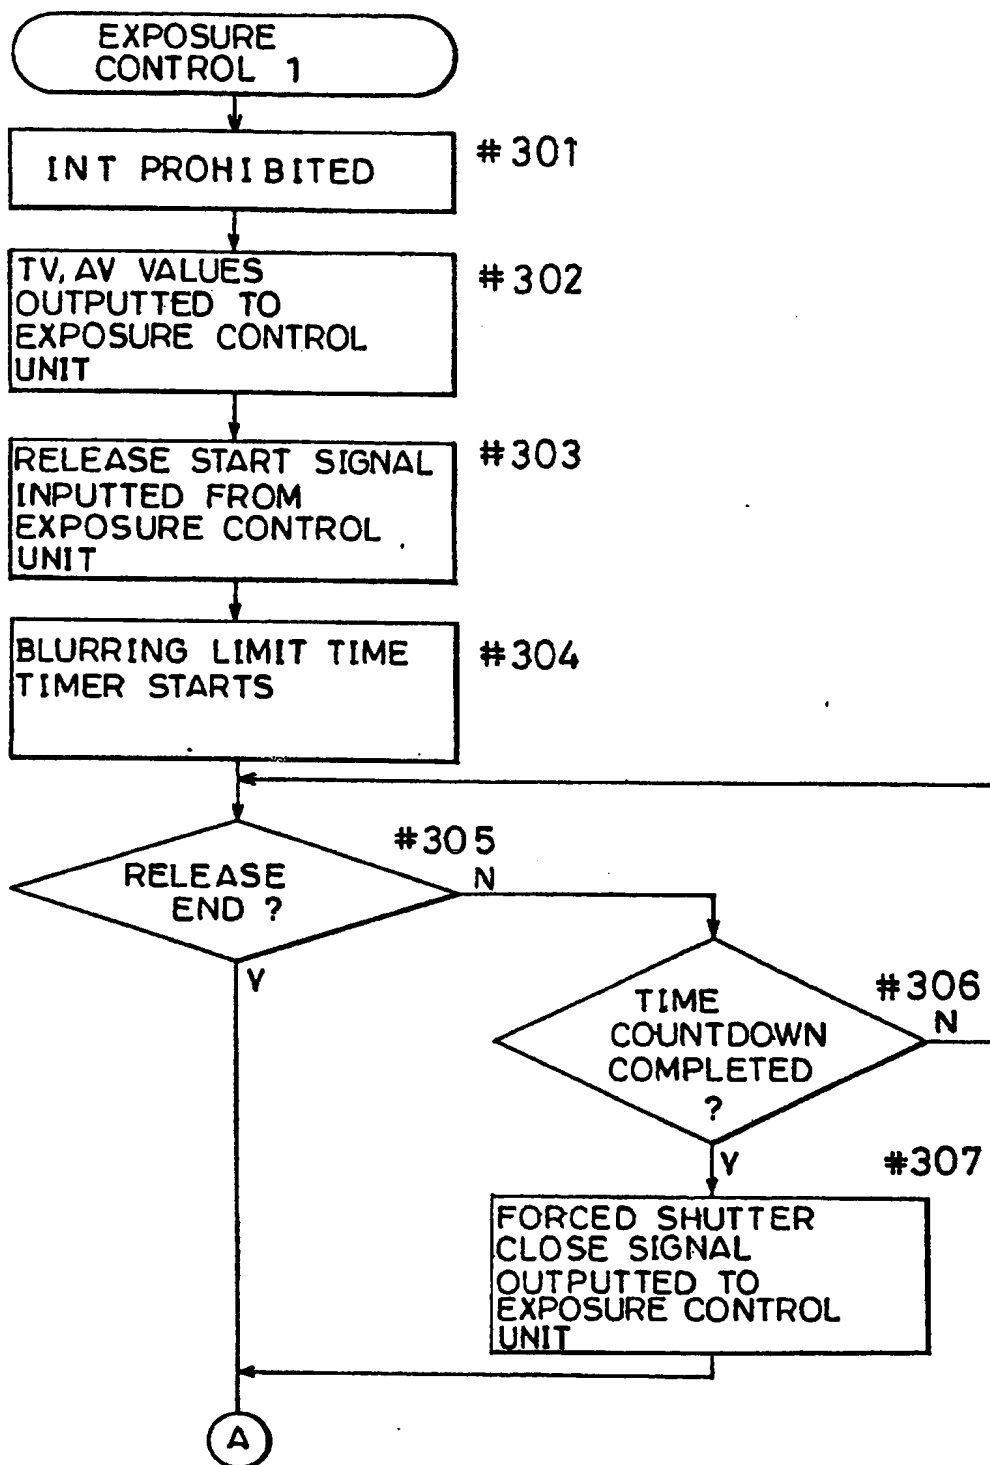 EXPOSURE
CONTROL 1
INT PROHIBITED
#301
TV, AV VALUES
OUTPUTTED TO
EXPOSURE CONTROL
UNIT
#302
RELEASE START SIGNAL
INPUTTED FROM
EXPOSURE CONTROL
UNIT
#303
BLURRING LIMIT TIME
TIMER STARTS
#304
RELEASE
END ?
#305
N
Y
TIME
COUNTDOWN
COMPLETED
?
#306
N
Y
#307
FORCED SHUTTER
CLOSE SIGNAL
OUTPUTTED TO
EXPOSURE CONTROL
UNIT
A